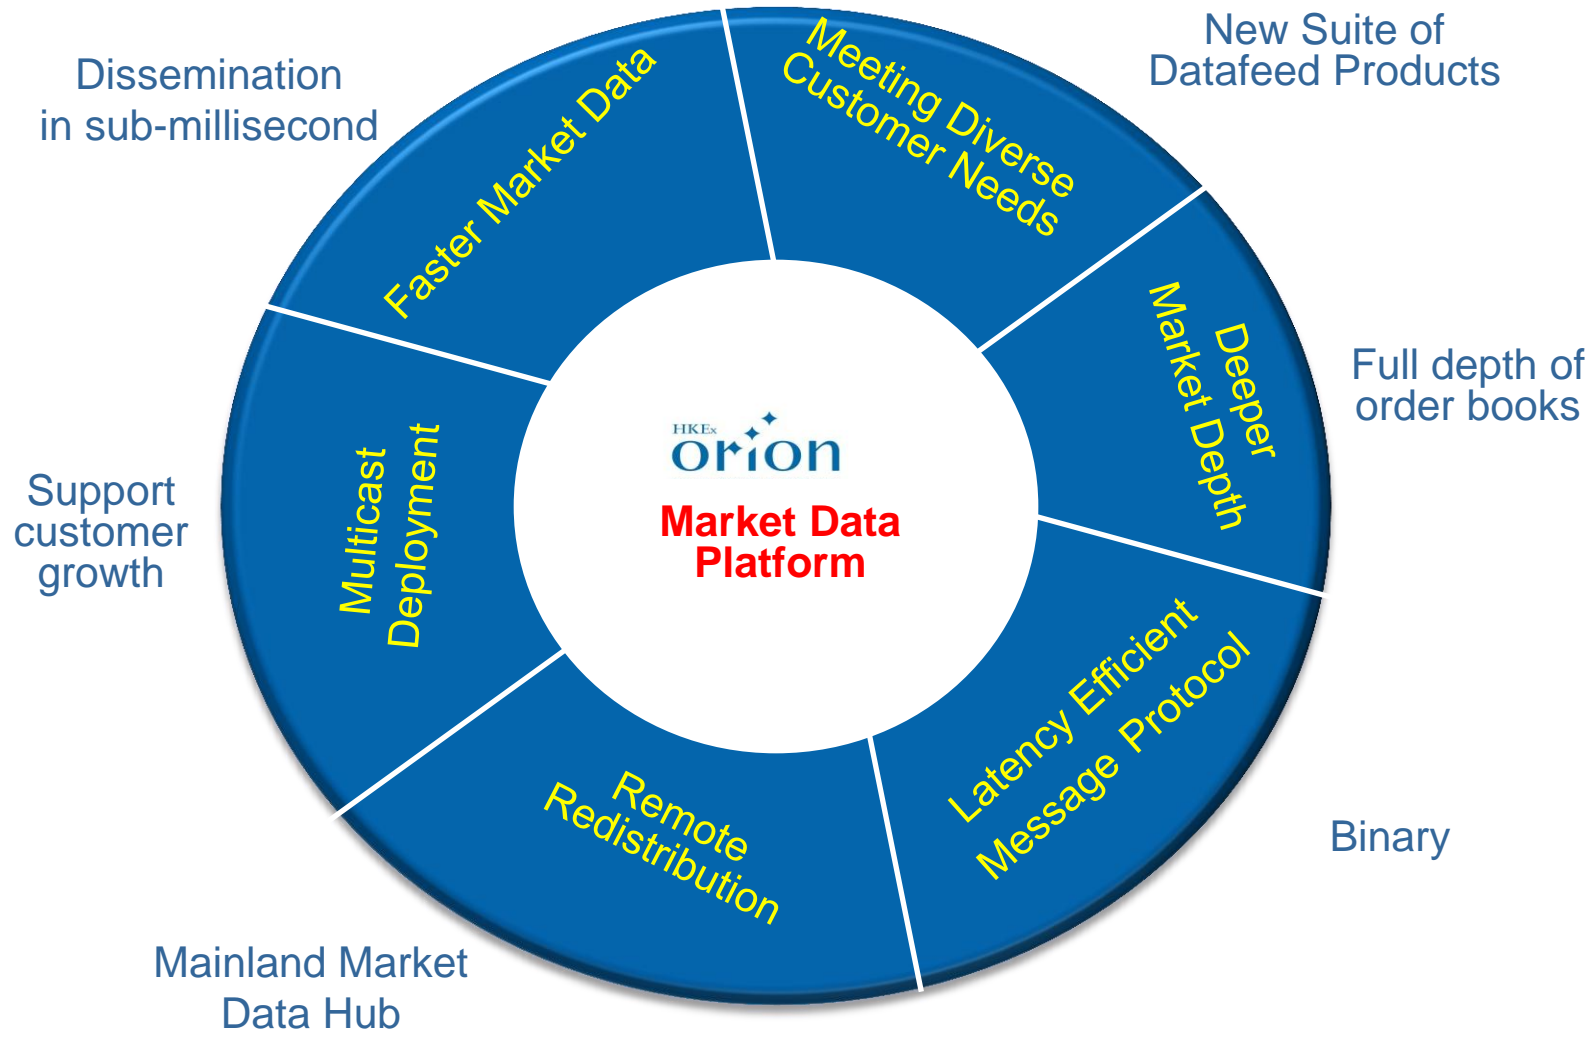 Dissemination
in sub-millisecond
Faster Market Data
Meeting Diverse
Customer Needs
New Suite of
Datafeed Products
Deeper
Market Depth
Full depth of
order books
Latency Efficient
Message Protocol
Binary
Remote
Redistribution
Mainland Market
Data Hub
Multicast
Deployment
Support
customer
growth
HKEx
orion
Market Data
Platform